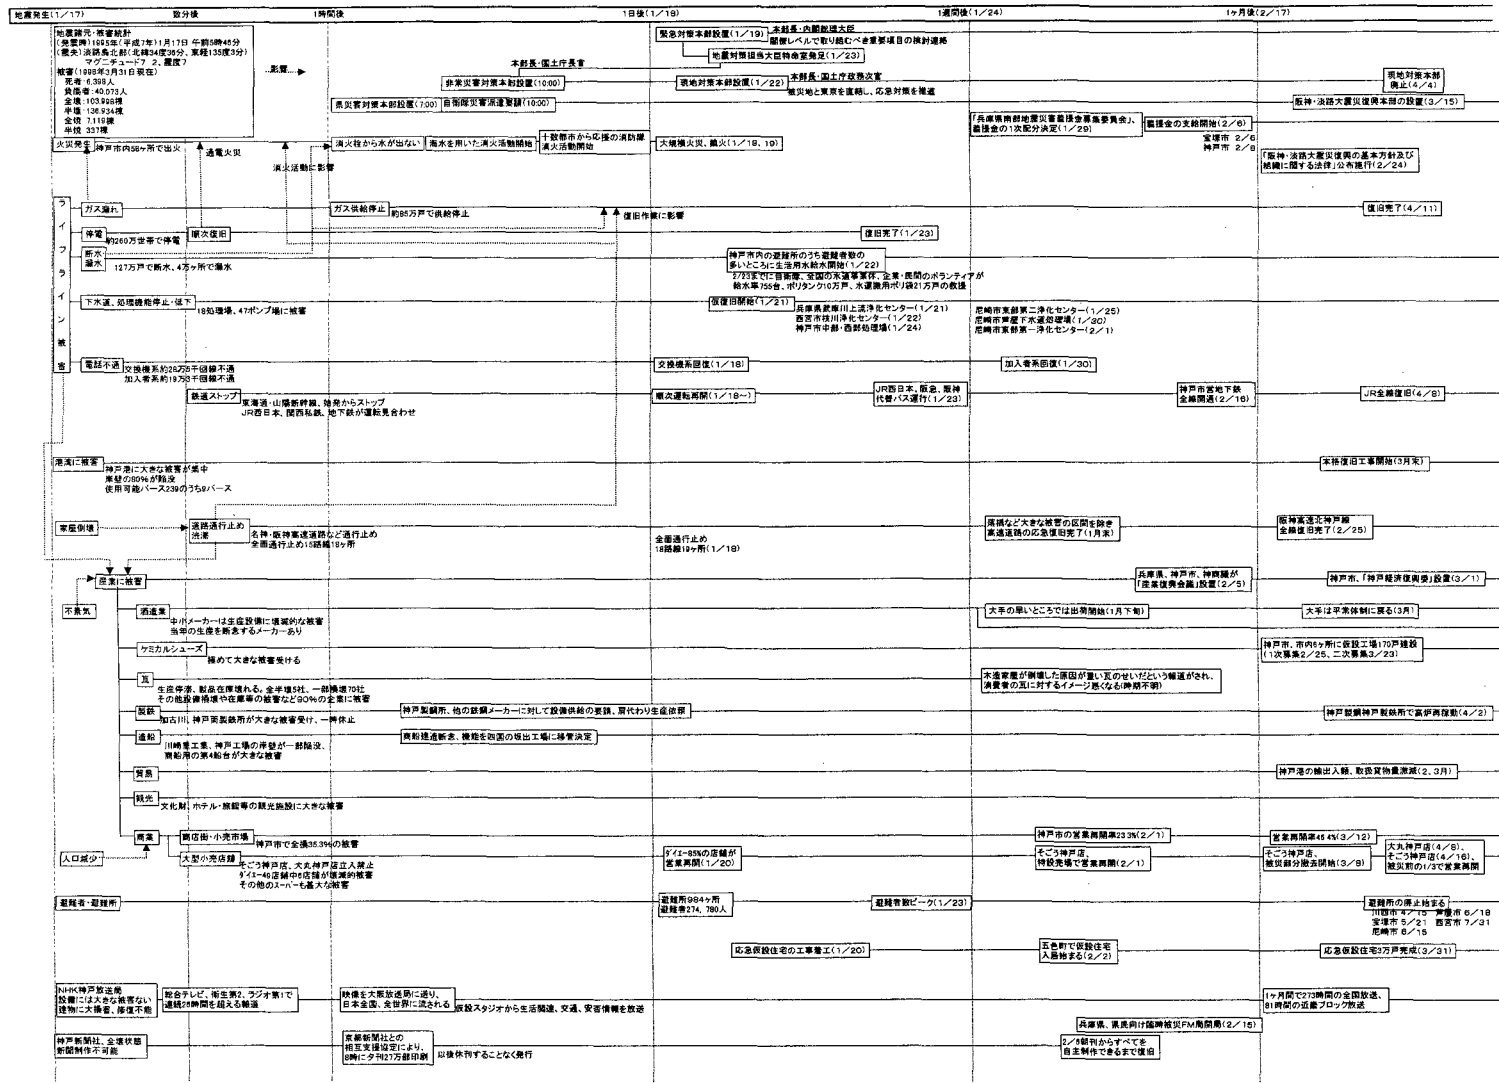 地震発生(1/17)
数分後
1時間後
1日後(1/18)
1週間後(1/24)
1ヶ月後(2/17)
地震諸元・被害統計
(発震時)1995年(平成7年)1月17日 午前5時46分
(震央)淡路島北部(北緯34度36分、東経135度3分)
マグニチュード7.2、震度7
被害(1998年3月31日現在)
死者:6,398人
負傷者:40,073人
半壊:136,934棟
全焼 7,119棟
半焼 337棟
影響
緊急対策本部設置(1/19)
本部長・内閣総理大臣
閣僚レベルで取り組むべき重要項目の検討連絡
地震対策担当大臣特命室発足(1/23)
本部長・国土庁長官
非常災害対策本部設置(10:00)
現地対策本部設置(1/22)
本部長・国土庁政務次官
被災地と東京を直結し、応急対策を推進
現地対策本部
廃止(4/4)
県災害対策本部設置(7:00)
自衛隊災害派遣要請(10:00)
阪神・淡路大震災復興本部の設置(3/15)
「兵庫県南部地震災害義援金募集委員会」、
義援金の1次配分決定(1/29)
義援金の支給開始(2/6)
宝塚市 2/6
神戸市 2/8
「阪神・淡路大震災復興の基本方針及び
組織に関する法律」公布施行(2/24)
火災発生
神戸市内58ヶ所で出火
通電火災
消火活動に影響
消火栓から水が出ない
海水を用いた消火活動開始
十数都市から応援の消防隊
消火活動開始
大規模火災、鎮火(1/18、19)
ライフライン被害
ガス漏れ
ガス供給停止
約85万戸で供給停止
復旧作業に影響
復旧完了(4/11)
停電
約260万世帯で停電
順次復旧
復旧完了(1/23)
断水・
漏水
127万戸で断水、4万ヶ所で漏水
神戸市内の避難所のうち避難者数の
多いところに生活用水給水開始(1/22)
2/23までに自衛隊、全国の水道事業体、企業・民間のボランティアが
給水車755台、ポリタンク10万戸、水運搬用ポリ袋21万戸の救援
下水道、処理機能停止・低下
18処理場、47ポンプ場に被害
仮復旧開始(1/21)
兵庫県武庫川上流浄化センター(1/21)
西宮市枝川浄化センター(1/22)
神戸市中部・西部処理場(1/24)
尼崎市東部第二浄化センター(1/25)
尼崎市芦屋下水道処理場(1/30)
尼崎市東部第一浄化センター(2/1)
電話不通
交換機系約28万5千回線不通
加入者系約19万3千回線不通
交換機系回復(1/18)
加入者系回復(1/30)
鉄道ストップ
東海道・山陽新幹線、始発からストップ
JR西日本、関西私鉄、地下鉄が運転見合わせ
順次運転再開(1/18~)
JR西日本、阪急、阪神
代替バス運行(1/23)
神戸市営地下鉄
全線開通(2/16)
JR全線復旧(4/8)
港湾に被害
神戸港に大きな被害が集中
岸壁の80%が陥没
使用可能バース239のうち9バース
本格復旧工事開始(3月末)
家屋倒壊
道路通行止め
渋滞
名神・阪神高速道路など通行止め
全面通行止め15路線18ヶ所
全面通行止め
18路線19ヶ所(1/18)
落橋など大きな被害の区間を除き
高速道路の応急復旧完了(1月末)
阪神高速北神戸線
全線復旧完了(2/25)
産業に被害
兵庫県、神戸市、神商議が
「産業復興会議」設置(2/5)
神戸市、「神戸経済復興委」設置(3/1)
不景気
酒造業
中小メーカーは生産設備に壊滅的な被害
当年の生産を断念するメーカーあり
大手の早いところでは出荷開始(1月下旬)
大手は平常体制に戻る(3月)
ケミカルシューズ
極めて大きな被害受ける
神戸市、市内6ヶ所に仮設工場170戸建設
(1次募集2/25、二次募集3/23)
瓦
生産停滞、製品在庫壊れる。全半壊5社、一部損壊70社
その他設備損壊や在庫等の被害など90%の企業に被害
木造家屋が倒壊した原因が重い瓦のせいだという報道がされ、
消費者の瓦に対するイメージ悪くなる(時期不明)
製鉄
加古川、神戸両製鉄所が大きな被害受け、一時休止
神戸製鋼所、他の鉄鋼メーカーに対して設備供給の要請、肩代わり生産依頼
神戸製鋼神戸製鉄所で高炉再稼動(4/2)
造船
川崎重工業、神戸工場の岸壁が一部陥没、
商船用の第4船台が大きな被害
商船建造断念、機能を四国の坂出工場に移管決定
貿易
神戸港の輸出入額、取扱貨物量激減(2、3月)
観光
文化財、ホテル・旅館等の観光施設に大きな被害
商業
商店街・小売市場
神戸市で全損35.3%の被害
神戸市の営業再開率23.3%(2/1)
営業再開率45.4%(3/12)
人口減少
大型小売店舗
そごう神戸店、大丸神戸店立入禁止
ダイエー49店舗中6店舗が壊滅的被害
その他のスーパーも甚大な被害
ダイエー85%の店舗が
営業再開(1/20)
そごう神戸店、
特設売場で営業再開(2/1)
そごう神戸店、
被災部分撤去開始(3/8)
大丸神戸店(4/8)、
そごう神戸店(4/16)、
被災前の1/3で営業再開
避難者・避難所
避難所984ヶ所
避難者274,780人
避難者数ピーク(1/23)
避難所の廃止始まる
川西市 4/15 芦屋市 6/18
宝塚市 5/21 西宮市 7/31
尼崎市 6/15
応急仮設住宅の工事着工(1/20)
五色町で仮設住宅
入居始まる(2/2)
応急仮設住宅3万戸完成(3/31)
NHK神戸放送局
設備には大きな被害ない
建物に大損害、修復不能
総合テレビ、衛生第2、ラジオ第1で
連続25時間を超える報道
映像を大阪放送局に送り、
日本全国、全世界に流される
仮設スタジオから生活関連、交通、安否情報を放送
1ヶ月間で273時間の全国放送、
81時間の近畿ブロック放送
兵庫県、県民向け臨時被災FM局開局(2/15)
神戸新聞社、全壊状態
新聞制作不可能
京都新聞社との
相互支援協定により、
8時に夕刊27万部印刷
以後休刊することなく発行
2/5朝刊からすべてを
自主制作できるまで復旧